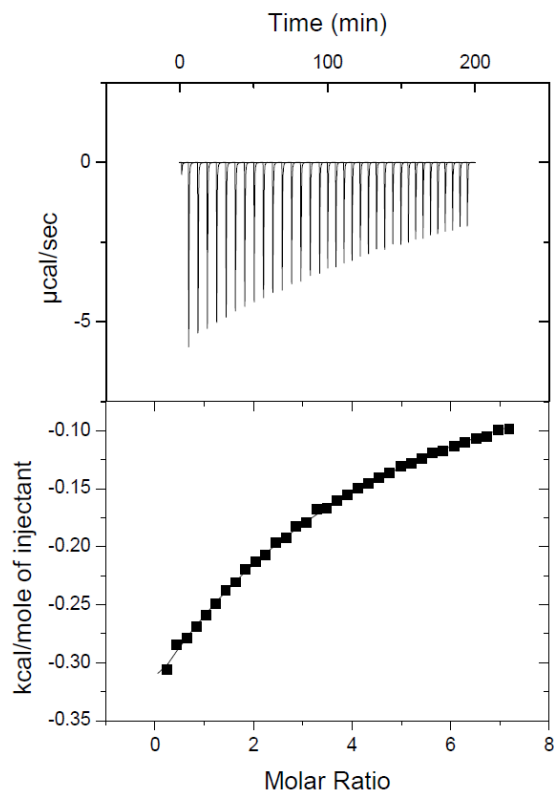 Time (min)
0 100 200
0
-5
µcal/sec
-0.10
-0.15
-0.20
-0.25
-0.30
-0.35
kcal/mole of injectant
0 2 4 6 8
Molar Ratio